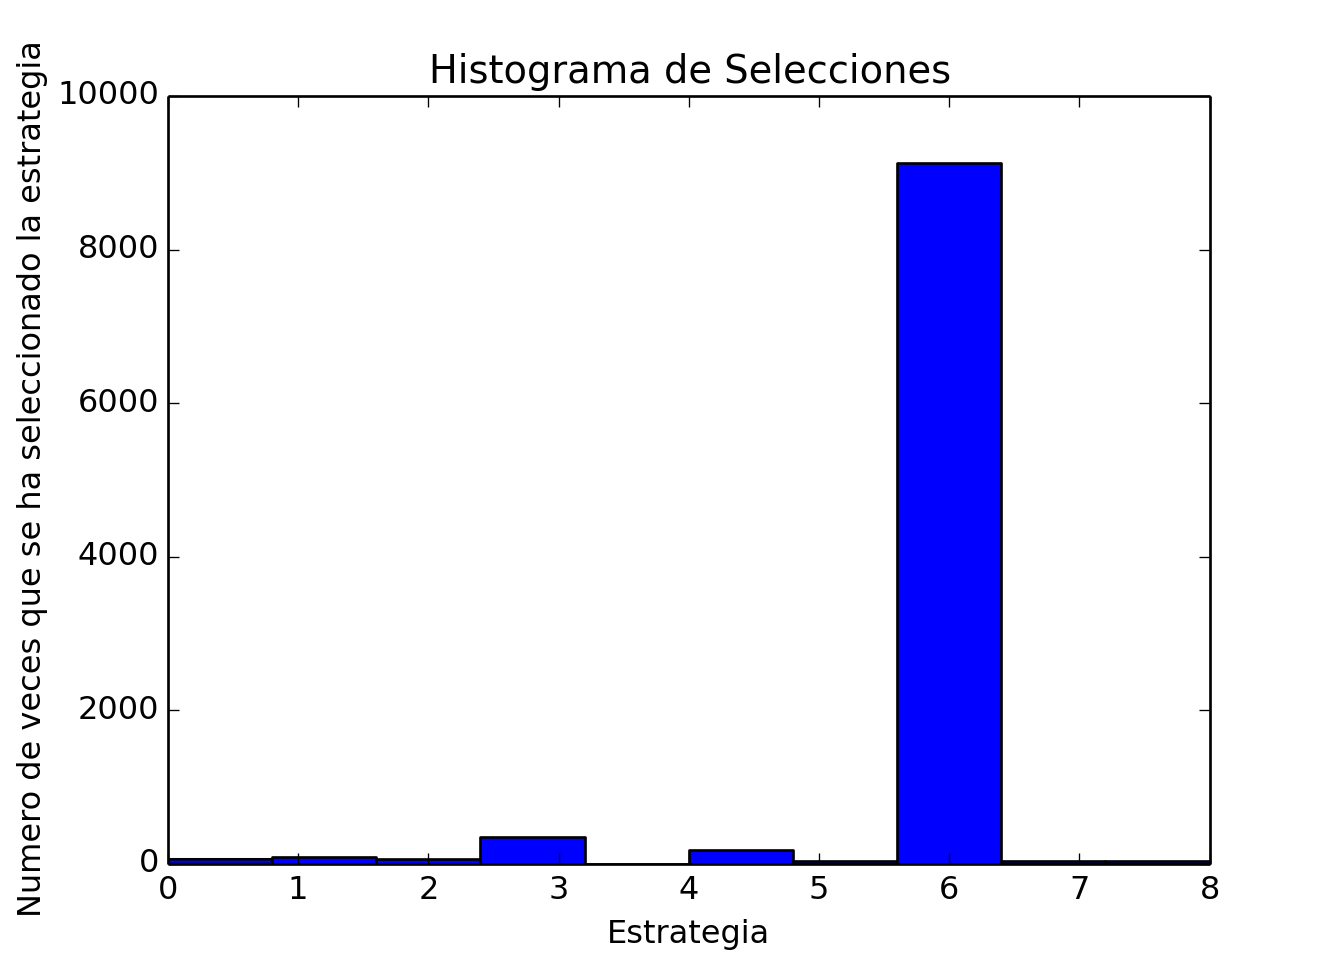 Histograma de Selecciones
Numero de veces que se ha seleccionado la estrategia
10000
8000
6000
4000
2000
0
0 1 2 3 4 5 6 7 8
Estrategia